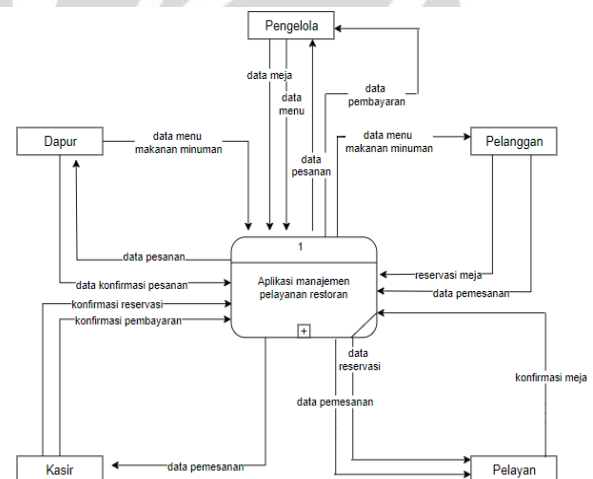 Pengelola
data meja
data
menu
data
pembayaran
Dapur
data menu
makanan minuman
data
pesanan
data menu
makanan minuman
Pelanggan
1
Aplikasi manajemen
pelayanan restoran
+
data pesanan
data konfirmasi pesanan
konfirmasi reservasi
konfirmasi pembayaran
reservasi meja
data pemesanan
data
reservasi
data pemesanan
konfirmasi meja
Kasir
data pemesanan
Pelayan